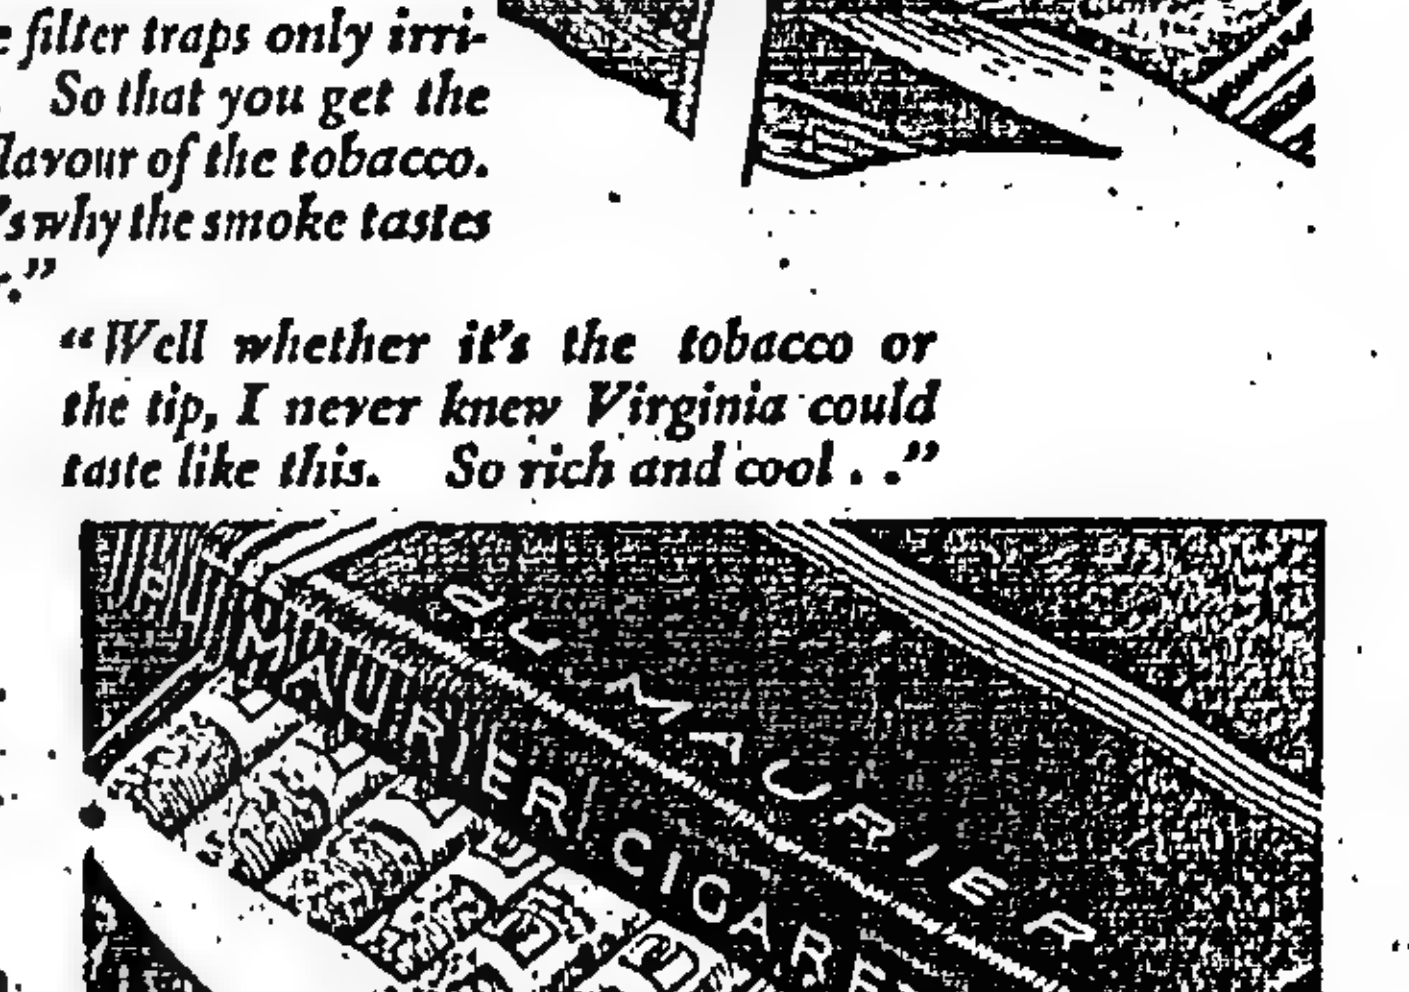 filter traps only irri-
So that you get the
lavour of the tobacco.
's why the smoke tastes
.”
“Well whether it's the tobacco or
the tip, I never knew Virginia could
taste like this. So rich and cool . .”
du MAURIER
MAURIER CIGARE